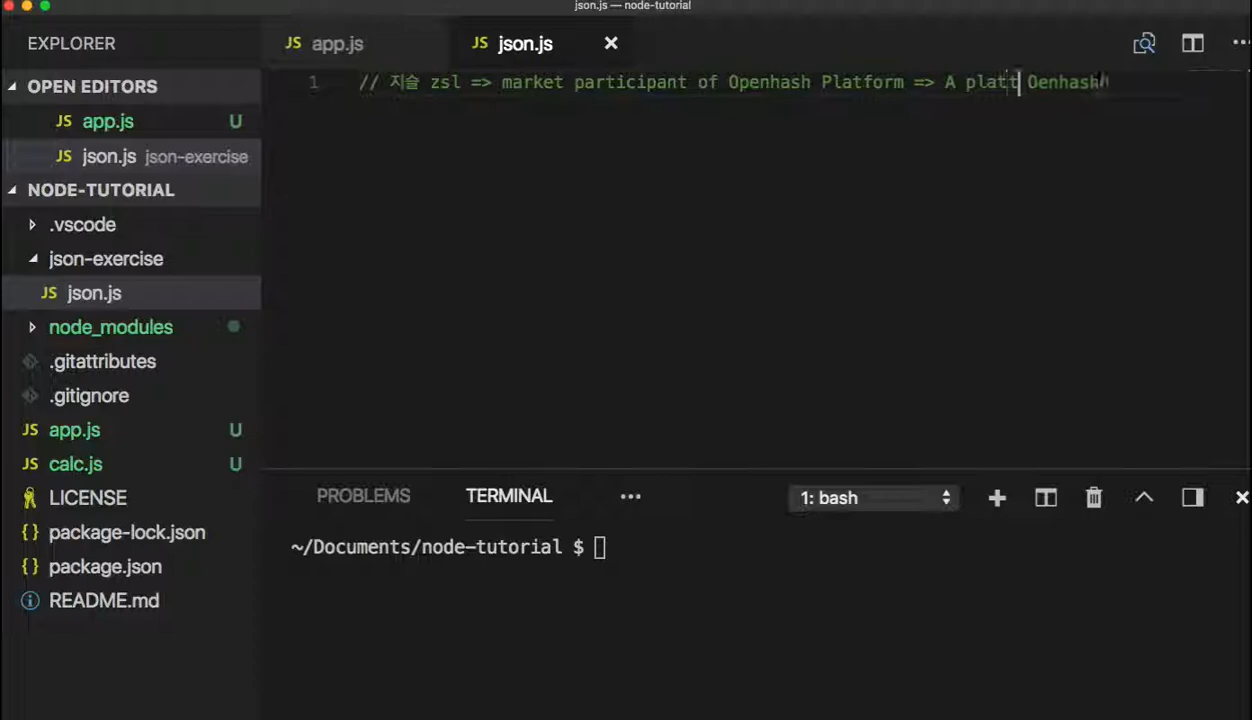 json.js — node-tutorial
EXPLORER
JS app.js
JS json.js
OPEN EDITORS
JS app.js U
JS json.js json-exercise
NODE-TUTORIAL
.vscode
json-exercise
JS json.js
node_modules
.gitattributes
.gitignore
JS app.js U
JS calc.js U
LICENSE
{ } package-lock.json
{ } package.json
README.md
1 // 지슬 zsl => market participant of Openhash Platform => A platt Oenhash
PROBLEMS TERMINAL ••• 1: bash
~/Documents/node-tutorial $